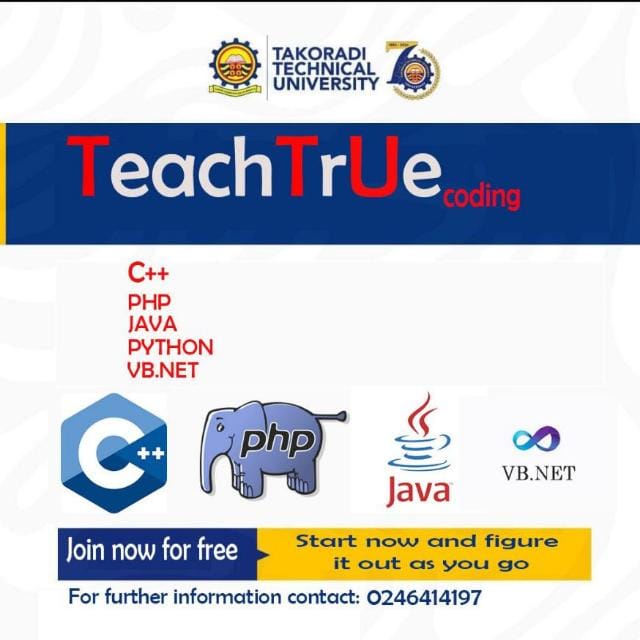 TAKORADI
TECHNICAL
UNIVERSITY
TeachTrUe
coding
C++
PHP
JAVA
PYTHON
VB.NET
C++
php
Java
VB.NET
Join now for free
Start now and figure
it out as you go
For further information contact: 0246414197